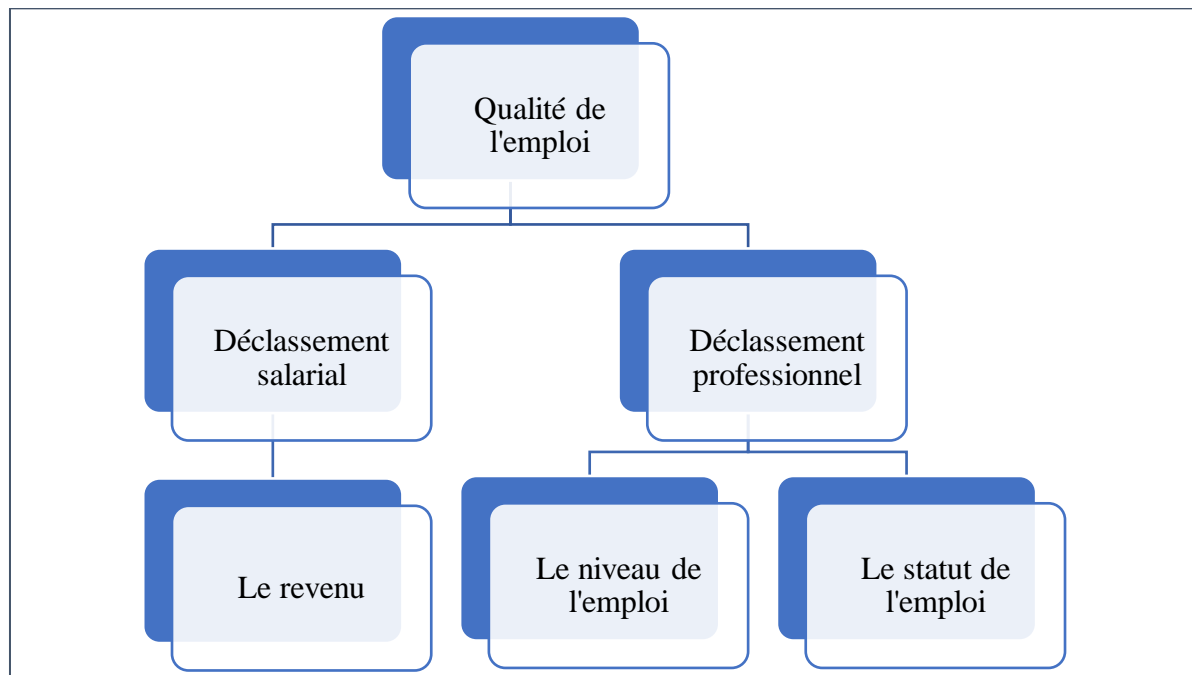 Qualité de
l'emploi
Déclassement
salarial
Déclassement
professionnel
Le revenu
Le niveau de
l'emploi
Le statut de
l'emploi